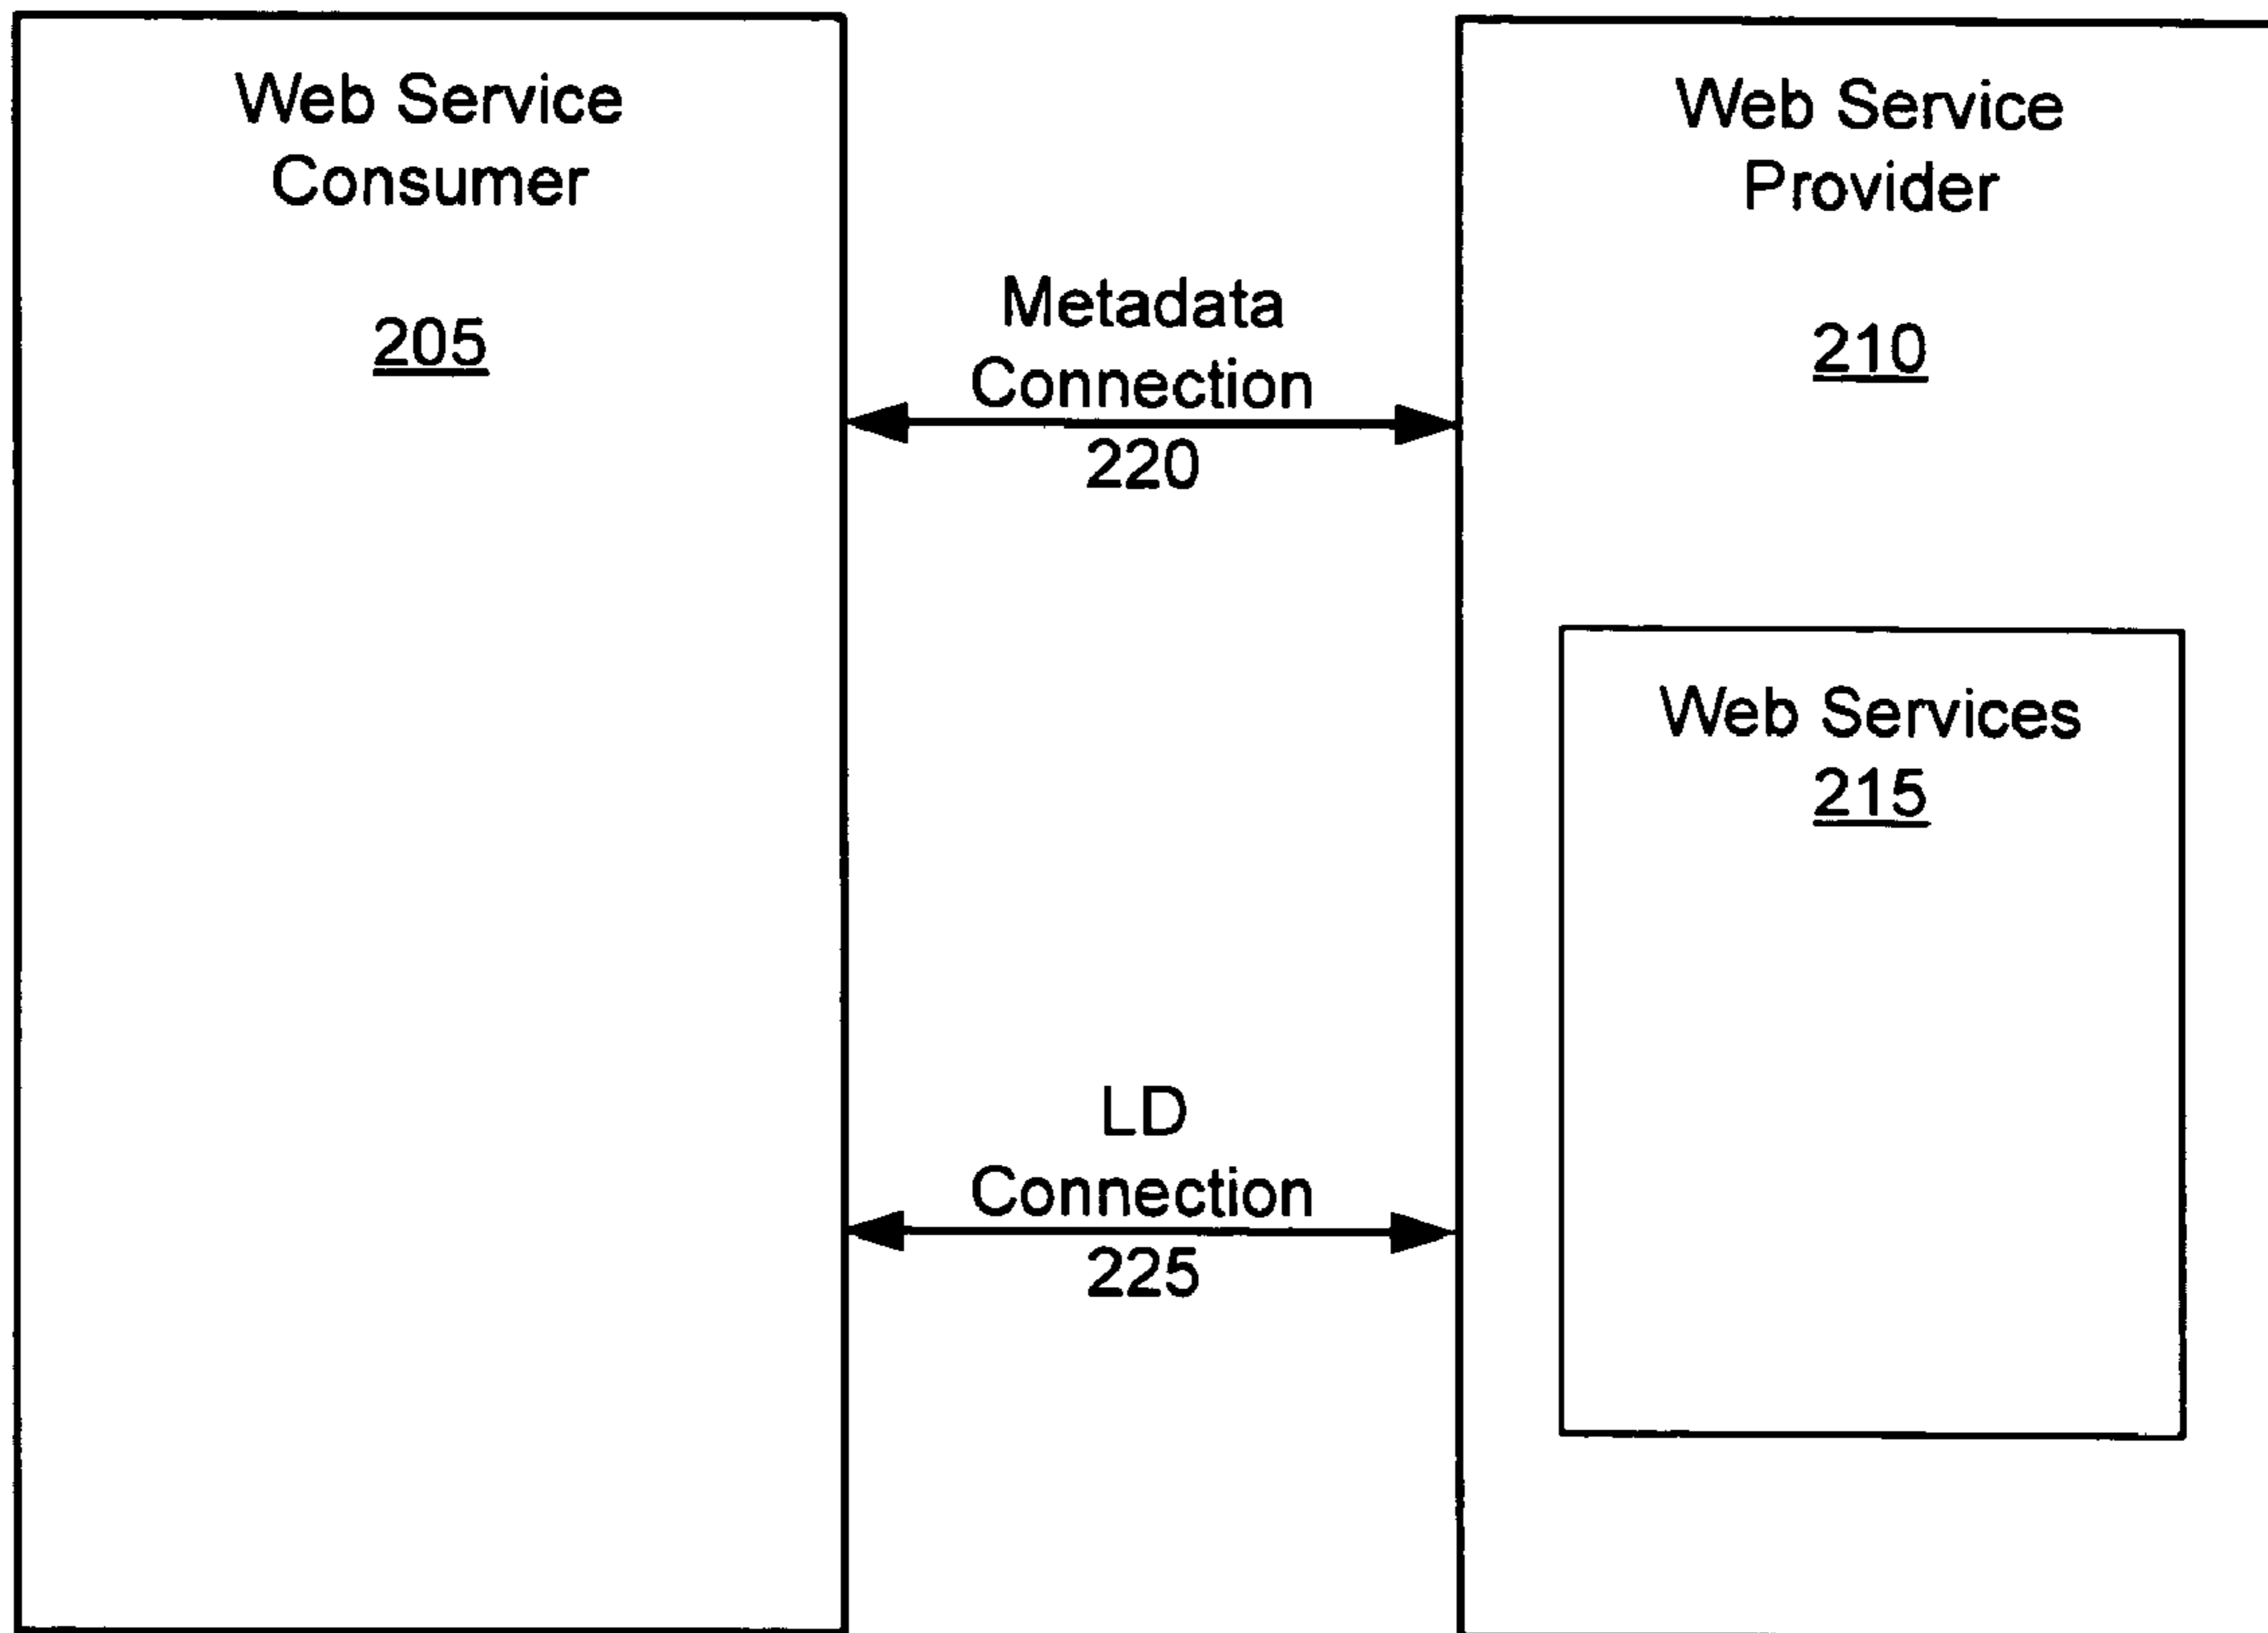 Web Service
Consumer
205
Metadata
Connection
220
LD
Connection
225
Web Service
Provider
210
Web Services
215